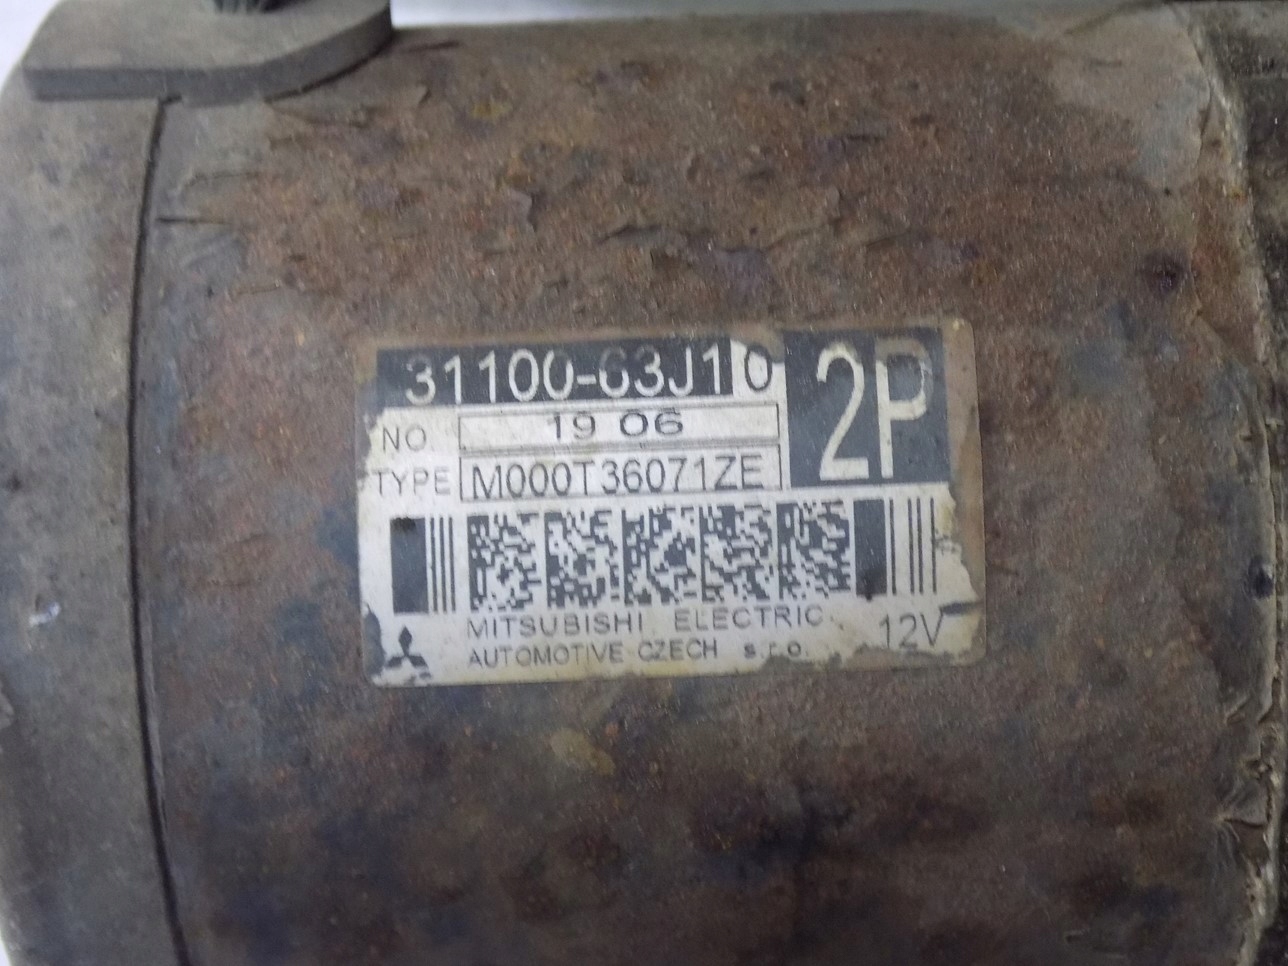 31100-63J10
2P
NO. 19 06
TYPE M000T36071ZE
MITSUBISHI ELECTRIC
AUTOMOTIVE CZECH s.r.o.
12V